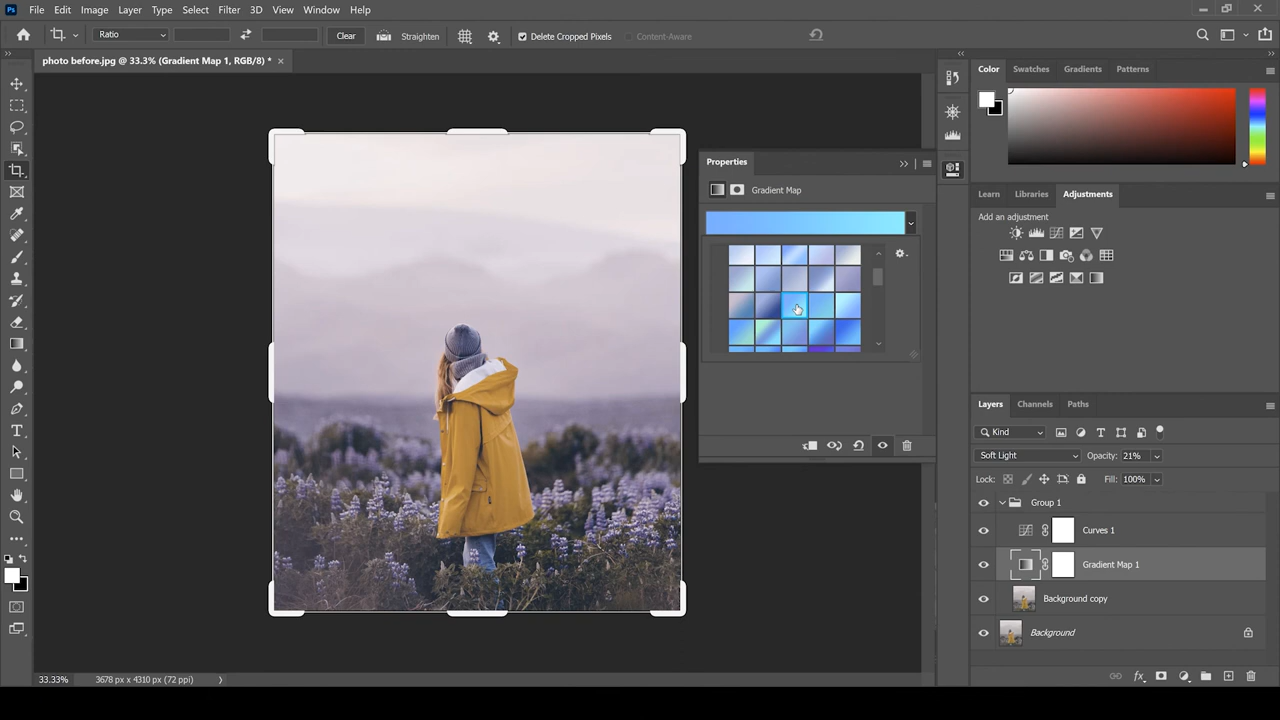 Ps File Edit Image Layer Type Select Filter 3D View Window Help
Ratio Clear Straighten Delete Cropped Pixels Content-Aware
photo before.jpg @ 33.3% (Gradient Map 1, RGB/8) *
Color Swatches Gradients Patterns
Properties
Gradient Map
Learn Libraries Adjustments
Add an adjustment
Layers Channels Paths
Kind
Soft Light Opacity: 21%
Lock: Fill: 100%
Group 1
Curves 1
Gradient Map 1
Background copy
Background
33.33% 3678 px x 4310 px (72 ppi)